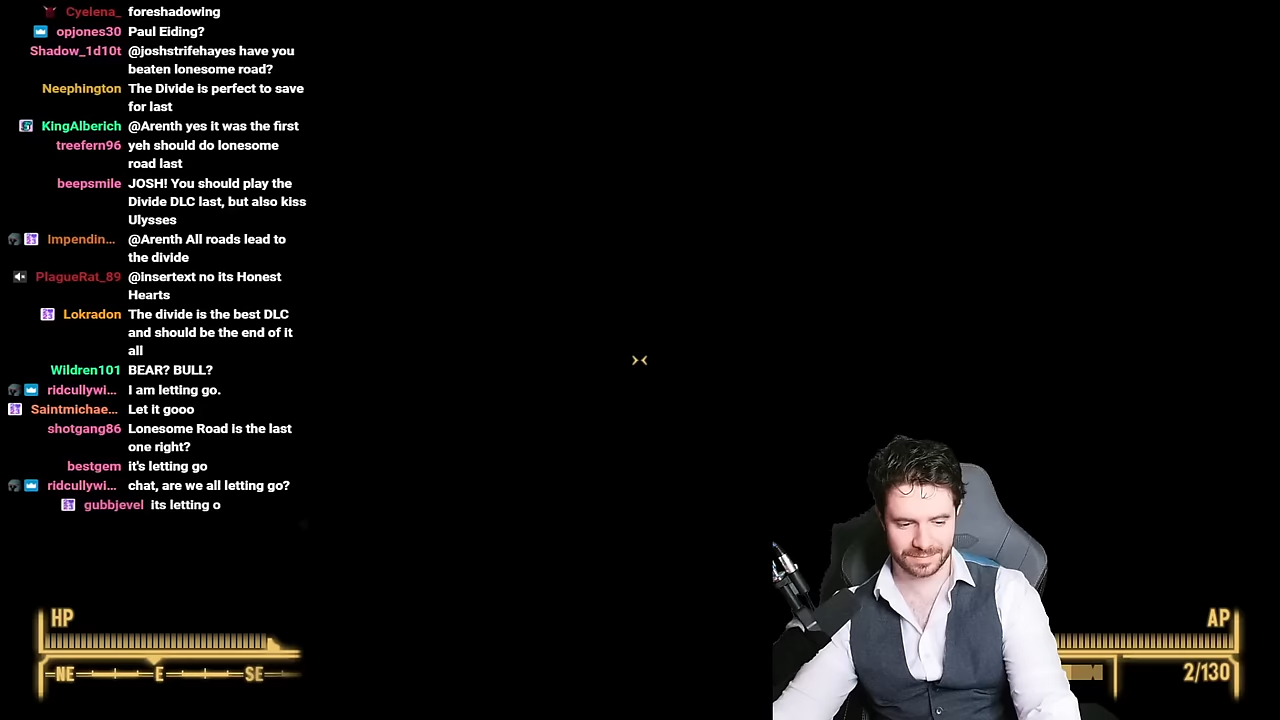 Cyelena_ foreshadowing
opjones30 Paul Eiding?
Shadow_1d10t @joshstrifehayes have you
beaten lonesome road?
Neephington The Divide is perfect to save
for last
KingAlberich @Arenth yes it was the first
treefern96 yeh should do lonesome
road last
beepsmile JOSH! You should play the
Divide DLC last, but also kiss
Ulysses
Impendin... @Arenth All roads lead to
the divide
PlagueRat_89 @insertext no its Honest
Hearts
Lokradon The divide is the best DLC
and should be the end of it
all
Wildren101 BEAR? BULL?
ridcullywi... I am letting go.
Saintmichae... Let it gooo
shotgang86 Lonesome Road is the last
one right?
bestgem it's letting go
ridcullywi... chat, are we all letting go?
gubbjevel its letting o
HP
NE E SE
AP
2/130